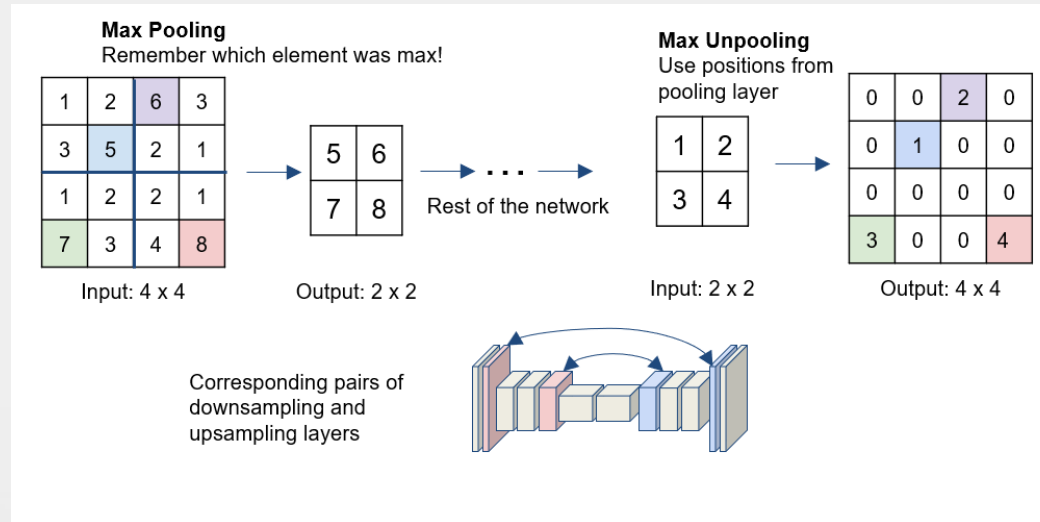 Max Pooling
Remember which element was max!
1 2 6 3
3 5 2 1
1 2 2 1
7 3 4 8
Input: 4 x 4
5 6
7 8
Output: 2 x 2
...
Rest of the network
Max Unpooling
Use positions from
pooling layer
1 2
3 4
Input: 2 x 2
0 0 2 0
0 1 0 0
0 0 0 0
3 0 0 4
Output: 4 x 4
Corresponding pairs of
downsampling and
upsampling layers